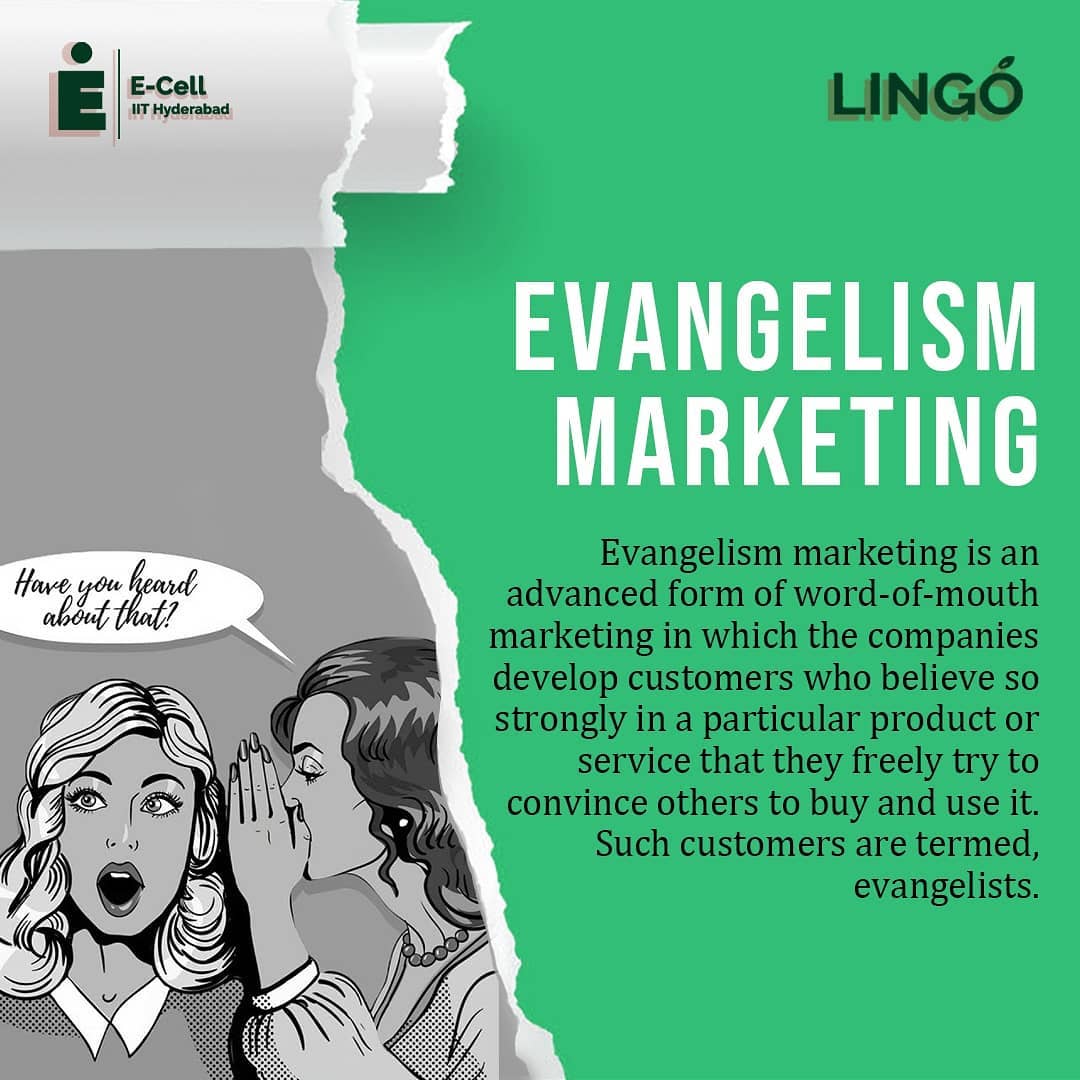 E-Cell
IIT Hyderabad
LINGÓ
EVANGELISM
MARKETING
Evangelism marketing is an
advanced form of word-of-mouth
marketing in which the companies
develop customers who believe so
strongly in a particular product or
service that they freely try to
convince others to buy and use it.
Such customers are termed,
evangelists.
Have you heard
about that?